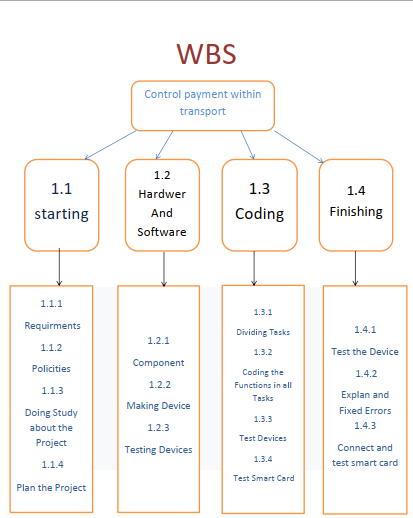 WBS
Control payment within
transport
1.1
starting
1.2
Hardwer
And
Software
1.3
Coding
1.4
Finishing
1.1.1
Requirments
1.1.2
Policities
1.1.3
Doing Study
about the
Project
1.1.4
Plan the Project
1.2.1
Component
1.2.2
Making Device
1.2.3
Testing Devices
1.3.1
Dividing Tasks
1.3.2
Coding the
Functions in all
Tasks
1.3.3
Test Devices
1.3.4
Test Smart Card
1.4.1
Test the Device
1.4.2
Explan and
Fixed Errors
1.4.3
Connect and
test smart card